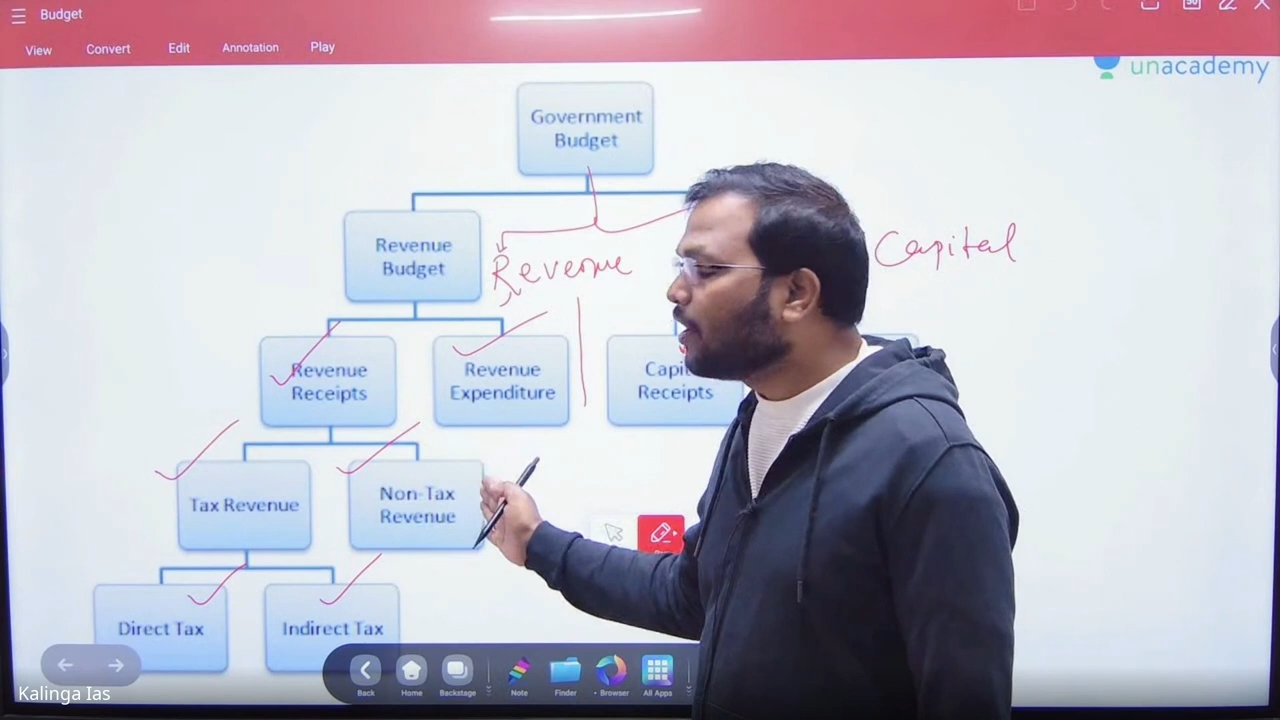 Budget
View Convert Edit Annotation Play
unacademy
Government
Budget
Revenue
Budget
Revenue
Capital
Revenue
Receipts
Revenue
Expenditure
Receipts
Tax Revenue
Non-Tax
Revenue
Direct Tax
Indirect Tax
Back Home Backstage Note Finder Browser All Apps
Kalinga Ias